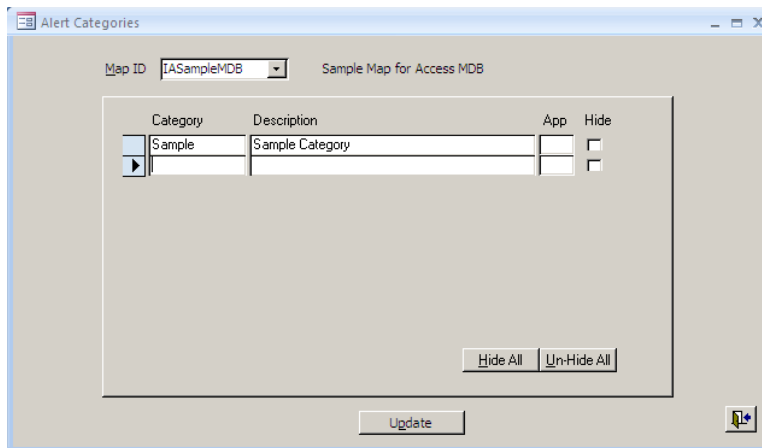 Alert Categories
Map ID IASampleMDB Sample Map for Access MDB
Category Description App Hide
Sample Sample Category
Hide All Un-Hide All
Update